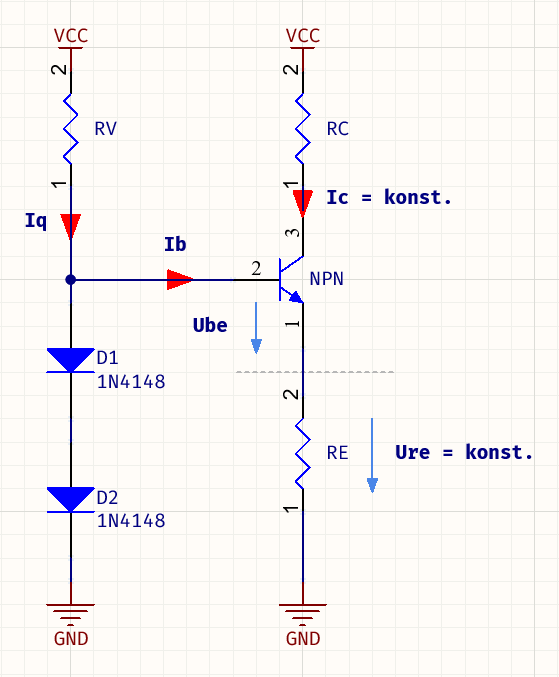 VCC
VCC
2
2
RV
RC
1
1
Ic = konst.
Iq
3
Ib
2
NPN
Ube
1
D1
1N4148
2
RE
Ure = konst.
D2
1
1N4148
GND
GND